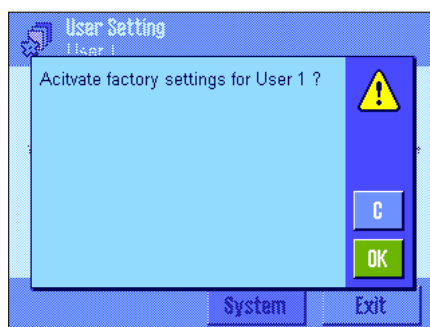 User Setting
User 1
Acitvate factory settings for User 1 ?
C
OK
System
Exit